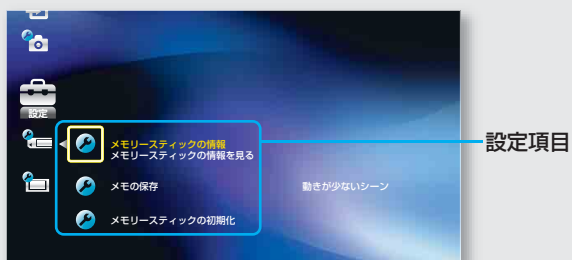 設定
メモリースティックの情報
メモリースティックの情報を見る
メモの保存 動きが少ないシーン
メモリースティックの初期化
設定項目